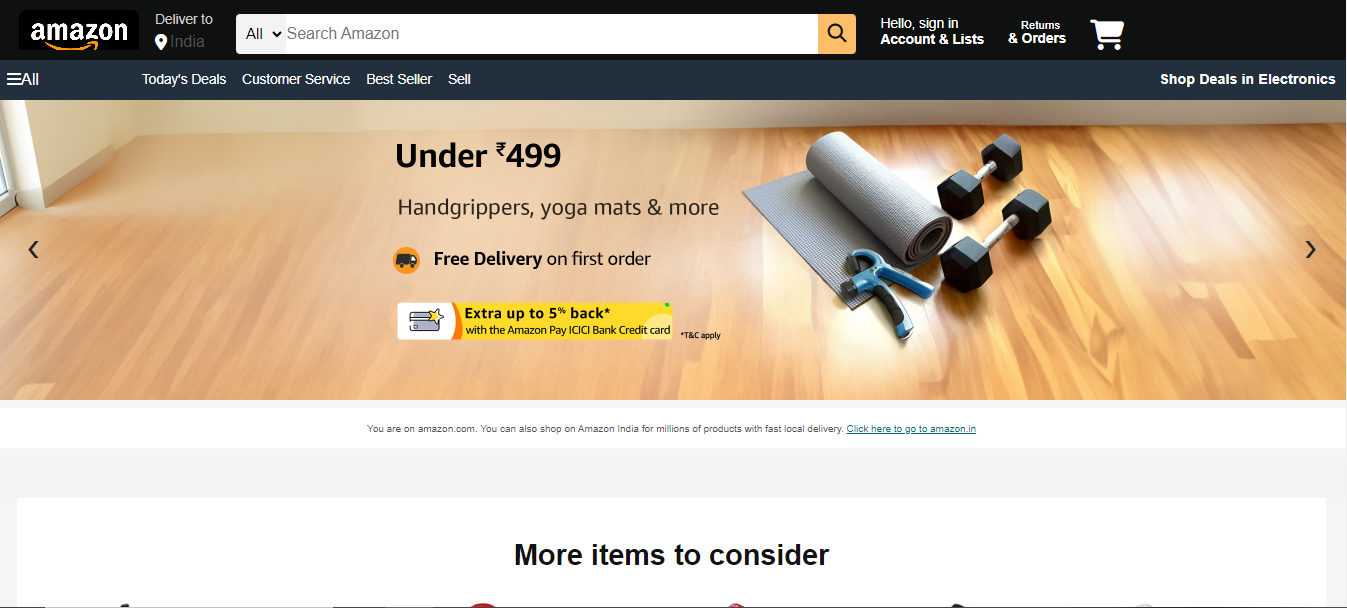 amazon
Deliver to
India
All
Search Amazon
Hello, sign in
Account & Lists
Returns
& Orders
All
Today's Deals
Customer Service
Best Seller
Sell
Shop Deals in Electronics
Under ₹499
Handgrippers, yoga mats & more
Free Delivery on first order
Extra up to 5% back*
with the Amazon Pay ICICI Bank Credit card
*T&C apply
You are on amazon.com. You can also shop on Amazon India for millions of products with fast local delivery. Click here to go to amazon.in
More items to consider